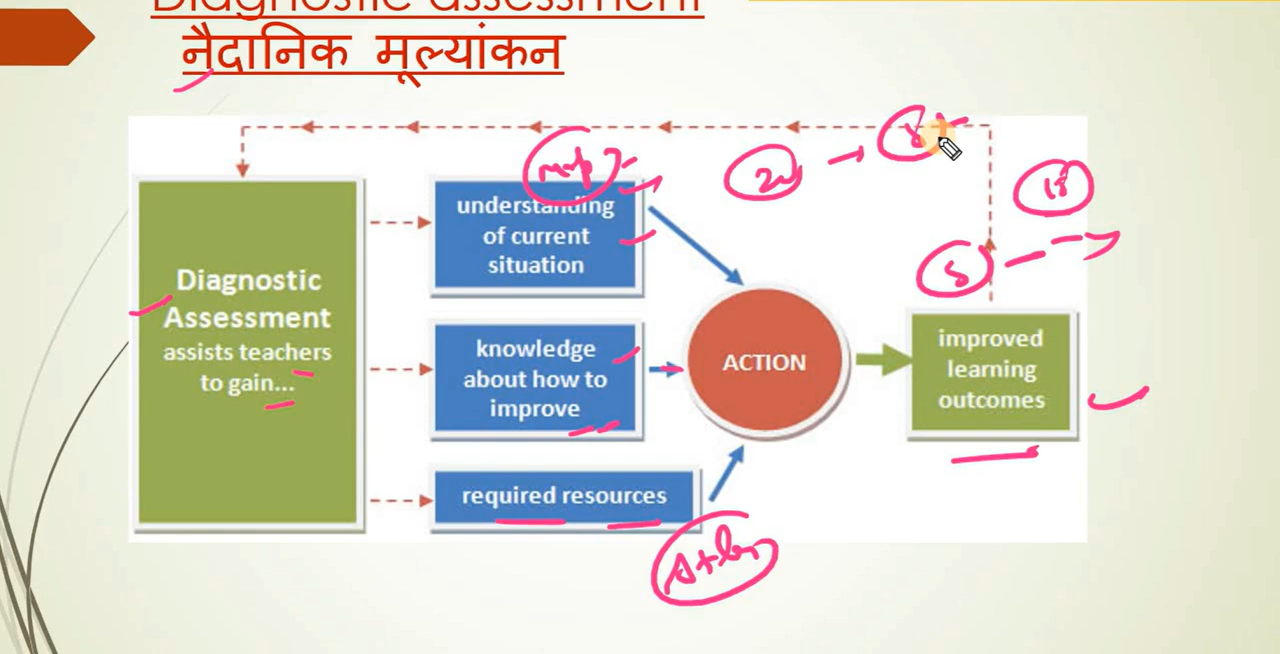 Diagnostic assessment
नैदानिक मूल्यांकन
Diagnostic
Assessment
assists teachers
to gain...
understanding
of current
situation
knowledge
about how to
improve
required resources
ACTION
improved
learning
outcomes